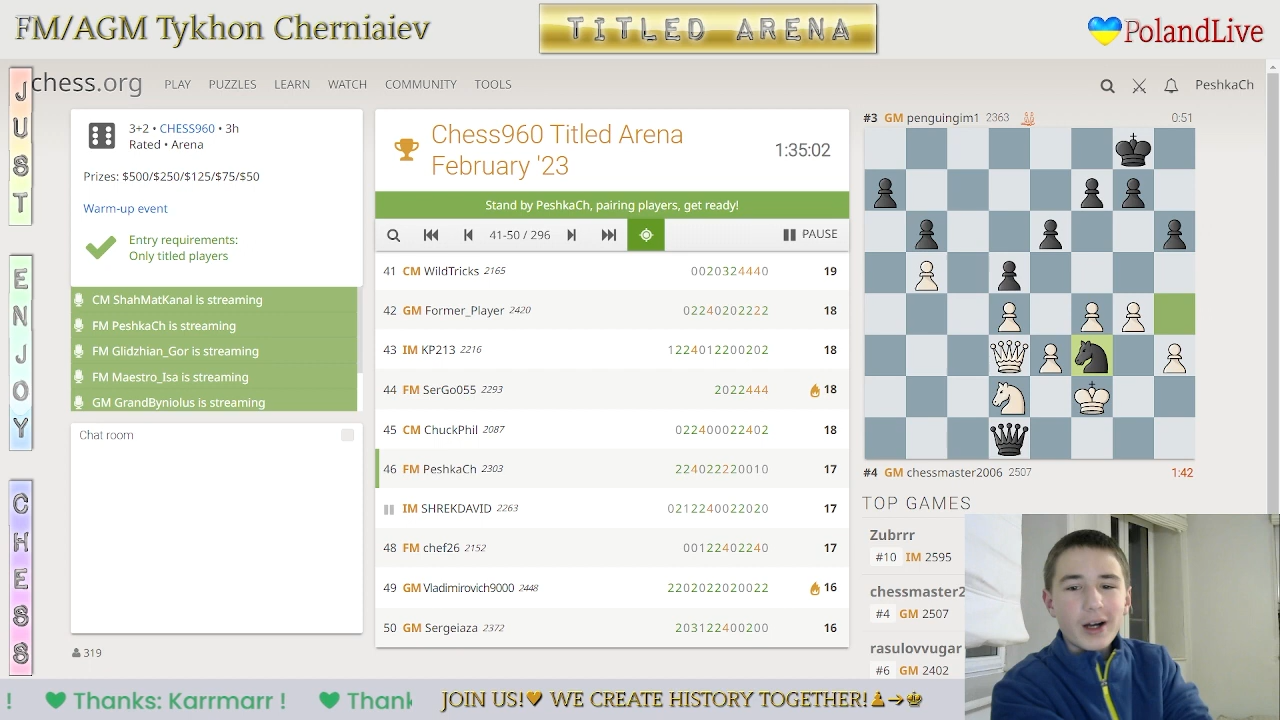 FM/AGM Tykhon Cherniaiev
TITLED ARENA
PolandLive
JUST
ENJOY
CHESS
chess.org
PLAY PUZZLES LEARN WATCH COMMUNITY TOOLS
PeshkaCh
3+2 • CHESS960 • 3h
Rated • Arena
Prizes: $500/$250/$125/$75/$50
Warm-up event
Entry requirements:
Only titled players
CM ShahMatKanal is streaming
FM PeshkaCh is streaming
FM Glidzhian_Gor is streaming
FM Maestro_Isa is streaming
GM GrandByniolus is streaming
Chat room
319
Chess960 Titled Arena
February '23
1:35:02
Stand by PeshkaCh, pairing players, get ready!
41-50 / 296
PAUSE
41 CM WildTricks 2165 0020324440 19
42 GM Former_Player 2420 02240202222 18
43 IM KP213 2216 1224012200202 18
44 FM SerGo055 2293 2022444 18
45 CM ChuckPhil 2087 022400022402 18
46 FM PeshkaCh 2303 224022220010 17
IM SHREKDAVID 2263 0212240022020 17
48 FM chef26 2152 00122402240 17
49 GM Vladimirovich9000 2448 2202022020022 16
50 GM Sergeiaza 2372 203122400200 16
#3 GM penguingim1 2363 0:51
#4 GM chessmaster2006 2507 1:42
TOP GAMES
Zubrrr
#10 IM 2595
chessmaster2
#4 GM 2507
rasulovvugar
#6 GM 2402
! Thanks: Karrmarr ! Thank
JOIN US! WE CREATE HISTORY TOGETHER!